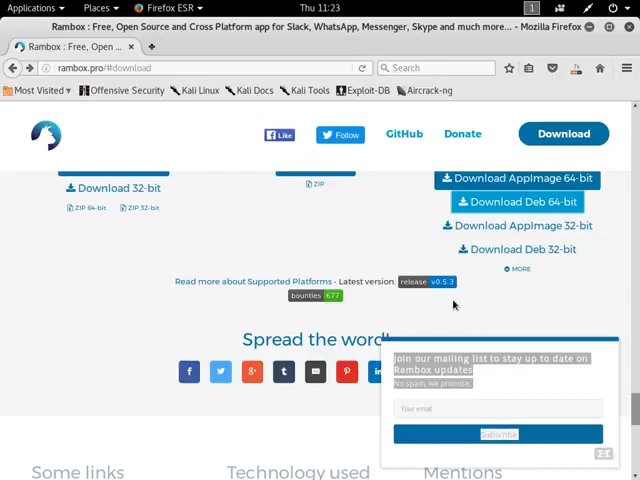 Applications
Places
Firefox ESR
Thu 11:23
1
Rambox : Free, Open Source and Cross Platform app for Slack, WhatsApp, Messenger, Skype and much more... - Mozilla Firefox
Rambox : Free, Open ...
rambox.pro/#download
Search
Most Visited
Offensive Security
Kali Linux
Kali Docs
Kali Tools
Exploit-DB
Aircrack-ng
Like
Follow
GitHub
Donate
Download
Download 32-bit
ZIP 64-bit
ZIP 32-bit
ZIP
Download AppImage 64-bit
Download Deb 64-bit
Download AppImage 32-bit
Download Deb 32-bit
MORE
Read more about Supported Platforms - Latest version: release v0.5.3
bounties 677
Spread the word!
Join our mailing list to stay up to date on
Rambox updates
No spam, we promise.
Your email
Subscribe
Some links
Technology used
Mentions